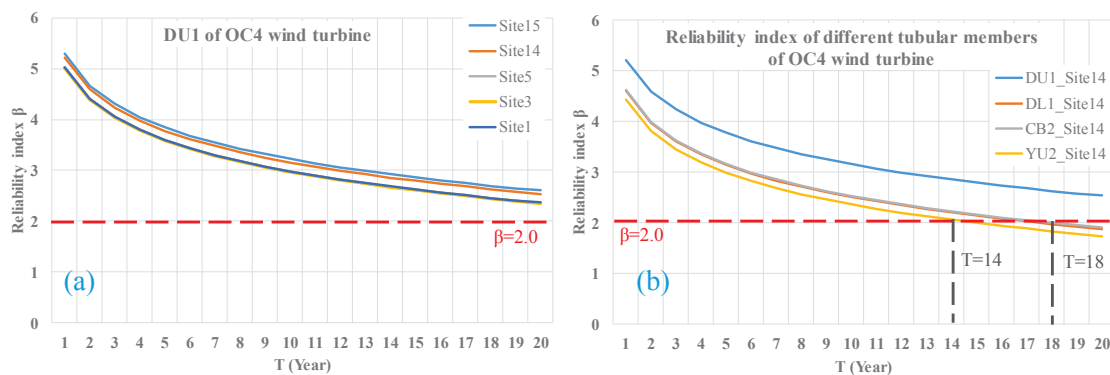 DU1 of OC4 wind turbine
Site15
Site14
Site5
Site3
Site1
6
5
4
3
2
1
0
Reliability index β
β=2.0
(a)
1 2 3 4 5 6 7 8 9 10 11 12 13 14 15 16 17 18 19 20
T (Year)
Reliability index of different tubular members
of OC4 wind turbine
DU1_Site14
DL1_Site14
CB2_Site14
YU2_Site14
6
5
4
3
2
1
0
Reliability index β
β=2.0
T=14
T=18
(b)
1 2 3 4 5 6 7 8 9 10 11 12 13 14 15 16 17 18 19 20
T (Year)